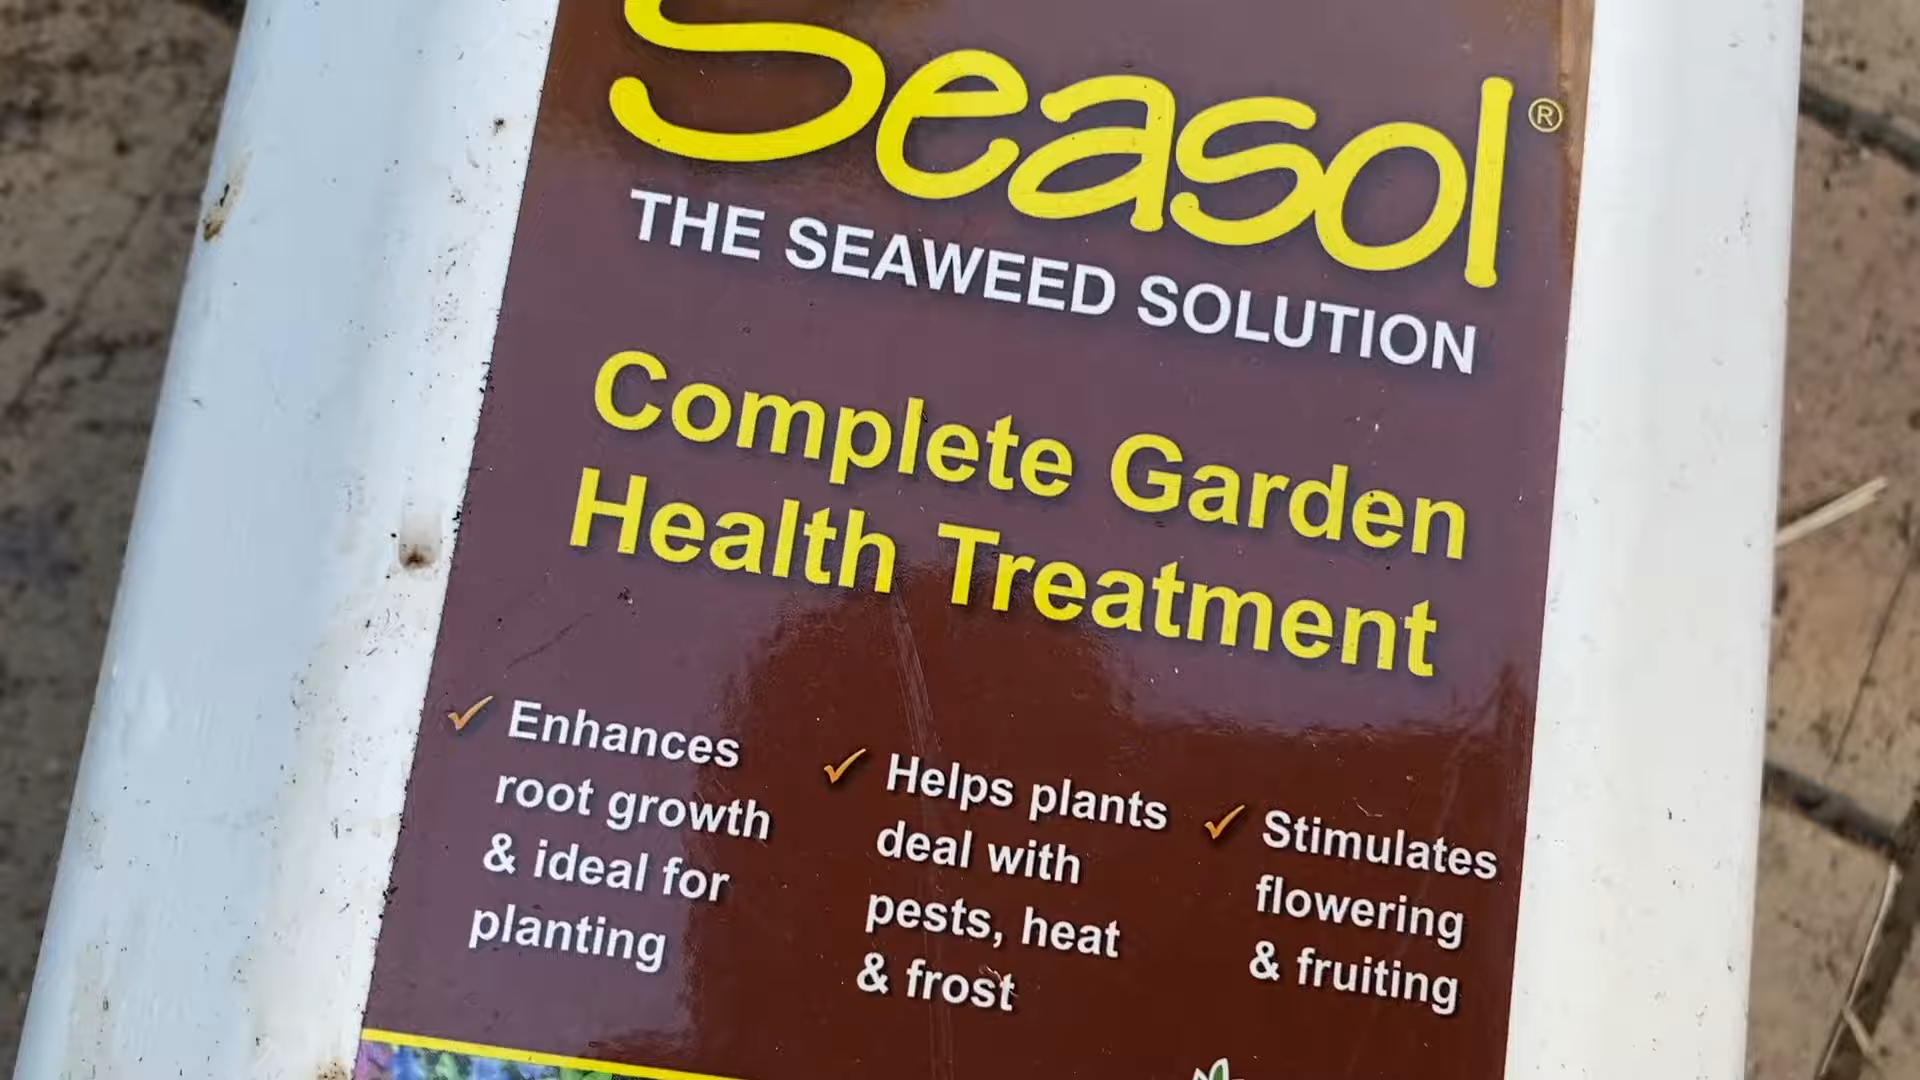 Seasol®
THE SEAWEED SOLUTION
Complete Garden
Health Treatment
✓ Enhances
root growth
& ideal for
planting
✓ Helps plants
deal with
pests, heat
& frost
✓ Stimulates
flowering
& fruiting